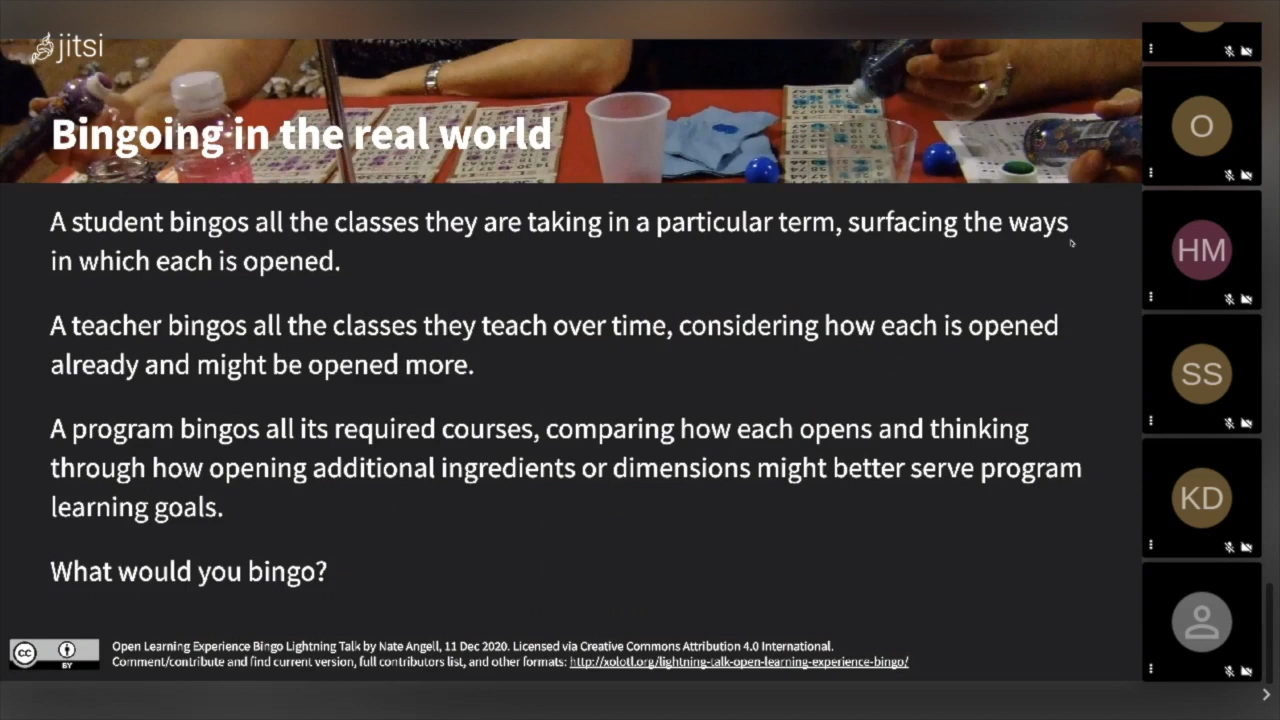 jitsi
Bingoing in the real world
A student bingos all the classes they are taking in a particular term, surfacing the ways
in which each is opened.
A teacher bingos all the classes they teach over time, considering how each is opened
already and might be opened more.
A program bingos all its required courses, comparing how each opens and thinking
through how opening additional ingredients or dimensions might better serve program
learning goals.
What would you bingo?
cc BY
Open Learning Experience Bingo Lightning Talk by Nate Angell, 11 Dec 2020. Licensed via Creative Commons Attribution 4.0 International.
Comment/contribute and find current version, full contributors list, and other formats: http://xolotl.org/lightning-talk-open-learning-experience-bingo/
O
HM
SS
KD